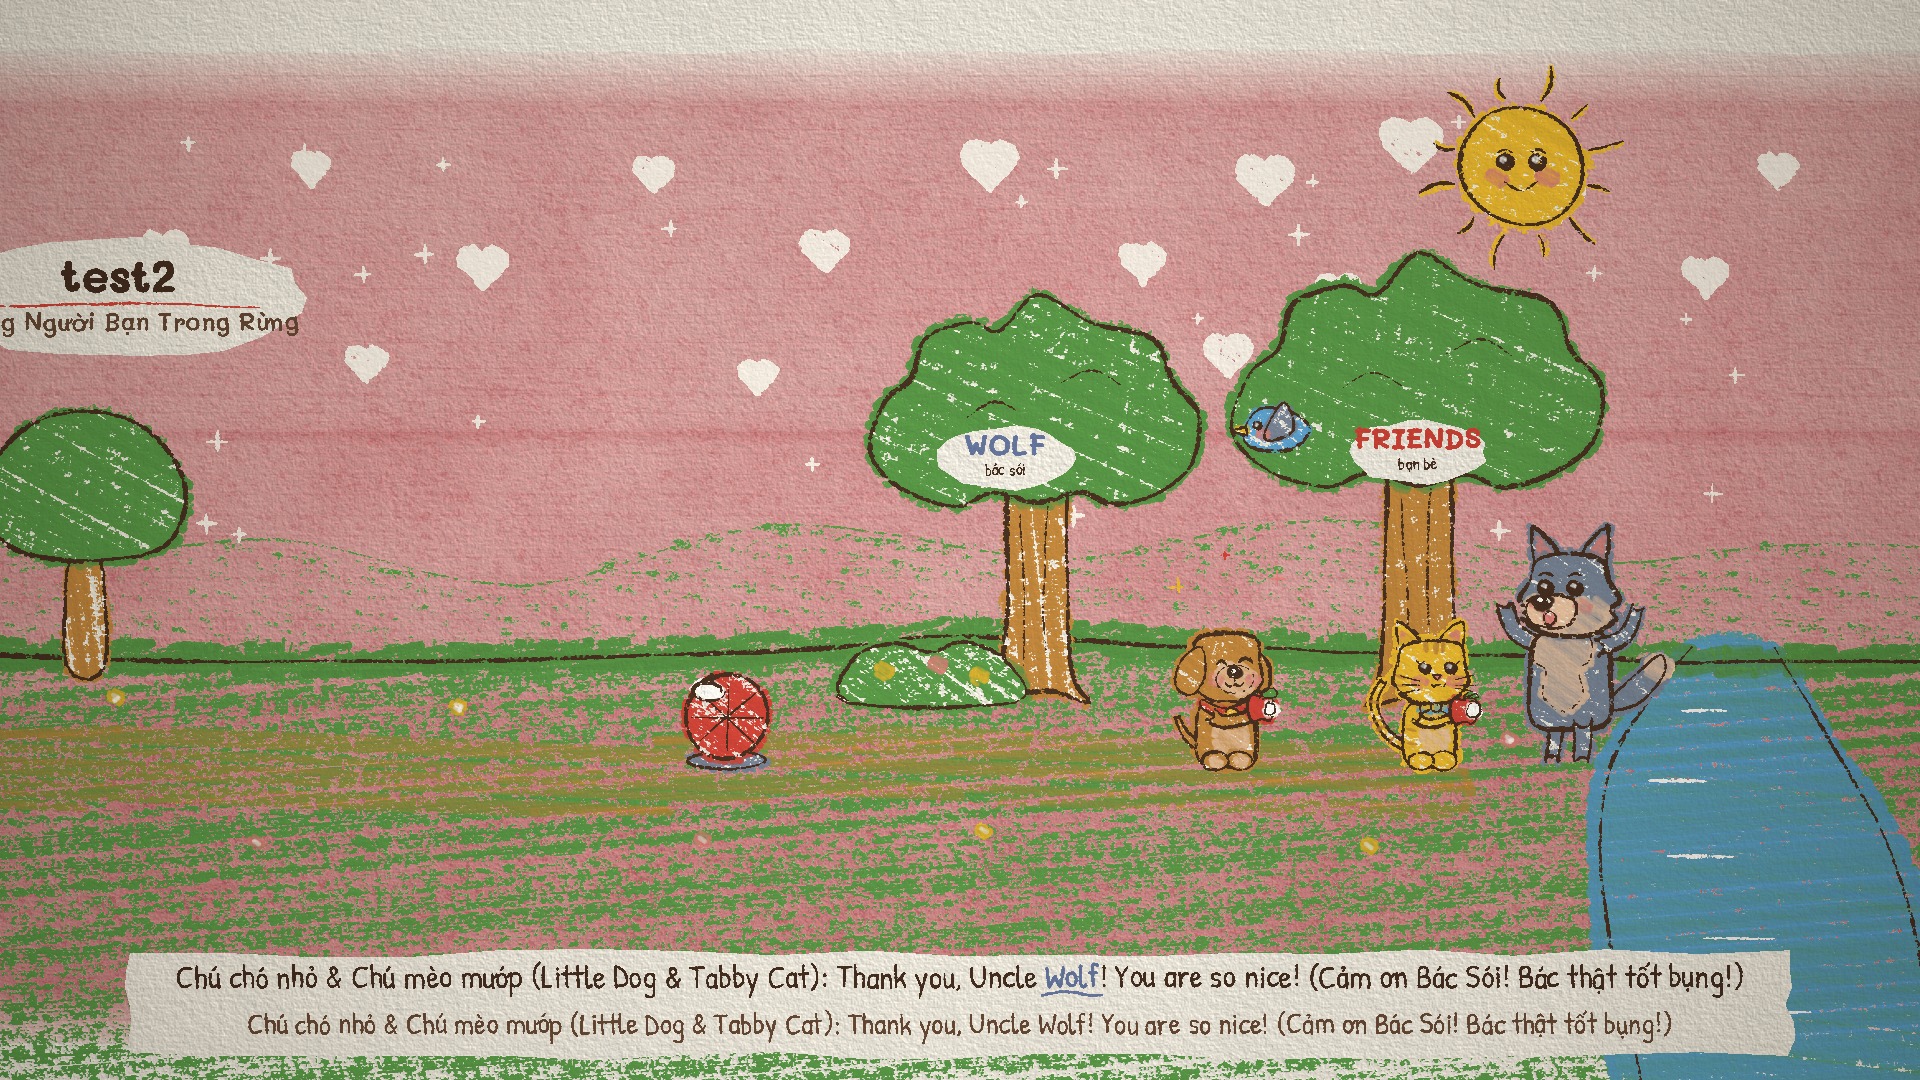 test2
g Người Bạn Trong Rừng
WOLF
bác sói
FRIENDS
bạn bè
Chú chó nhỏ & Chú mèo mướp (Little Dog & Tabby Cat): Thank you, Uncle Wolf! You are so nice! (Cảm ơn Bác Sói! Bác thật tốt bụng!)
Chú chó nhỏ & Chú mèo mướp (Little Dog & Tabby Cat): Thank you, Uncle Wolf! You are so nice! (Cảm ơn Bác Sói! Bác thật tốt bụng!)